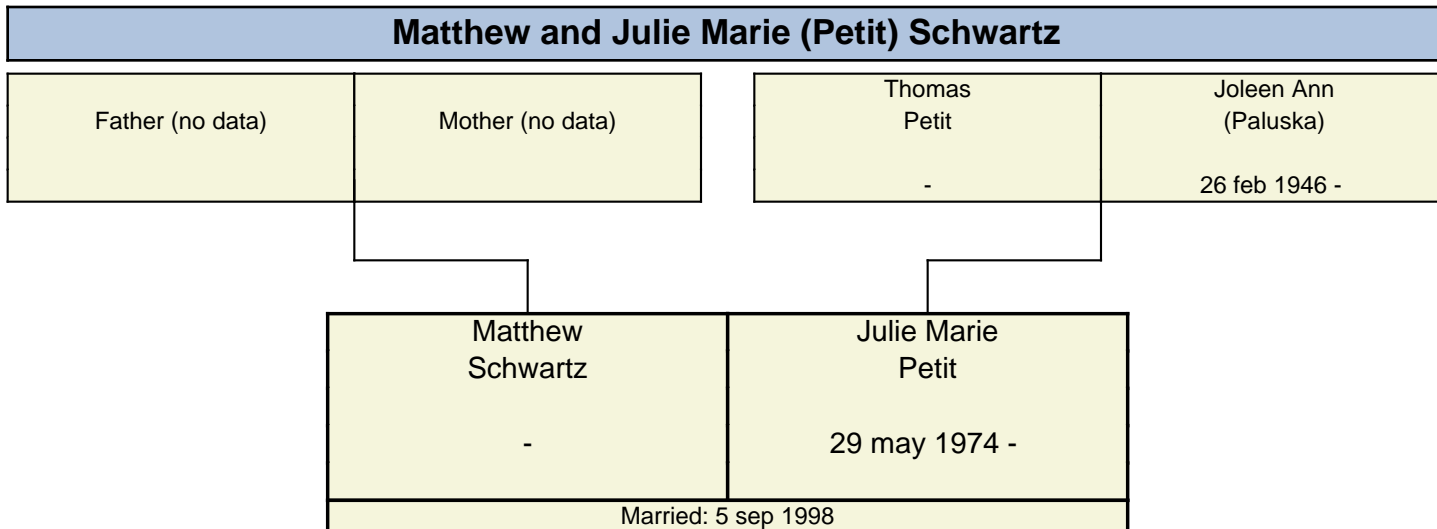 Matthew and Julie Marie (Petit) Schwartz
Father (no data)
Mother (no data)
Thomas
Petit
-
Joleen Ann
(Paluska)
26 feb 1946 -
Matthew
Schwartz
-
Julie Marie
Petit
29 may 1974 -
Married: 5 sep 1998